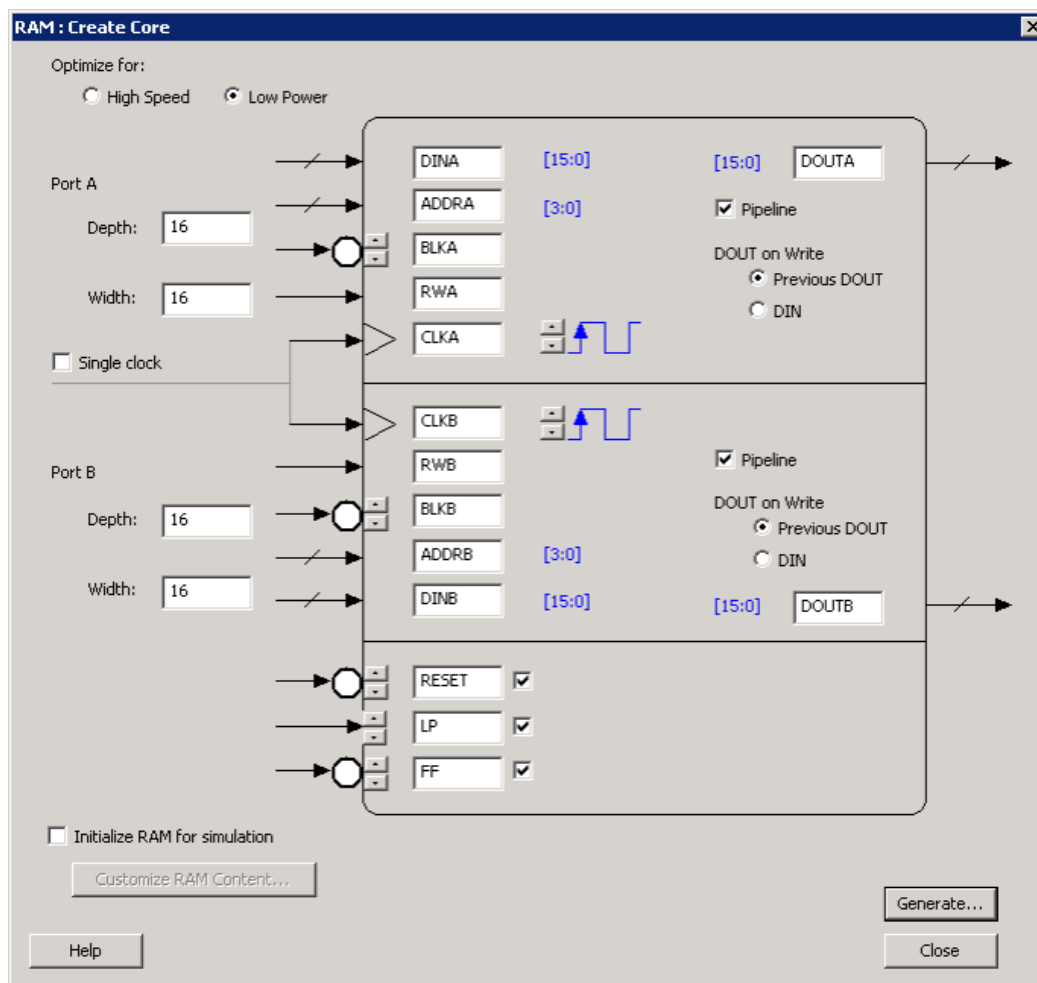 RAM : Create Core
Optimize for:
High Speed Low Power
DINA [15:0] [15:0] DOUTA
Port A
ADDRA [3:0] Pipeline
Depth: 16
BLKA DOUT on Write
Previous DOUT
Width: 16 RWA
DIN
CLKA
Single clock
CLKB
Port B RWB Pipeline
BLKB DOUT on Write
Depth: 16 Previous DOUT
ADDRB [3:0] DIN
Width: 16 DINB [15:0] [15:0] DOUTB
RESET
LP
FF
Initialize RAM for simulation
Customize RAM Content...
Generate...
Help Close